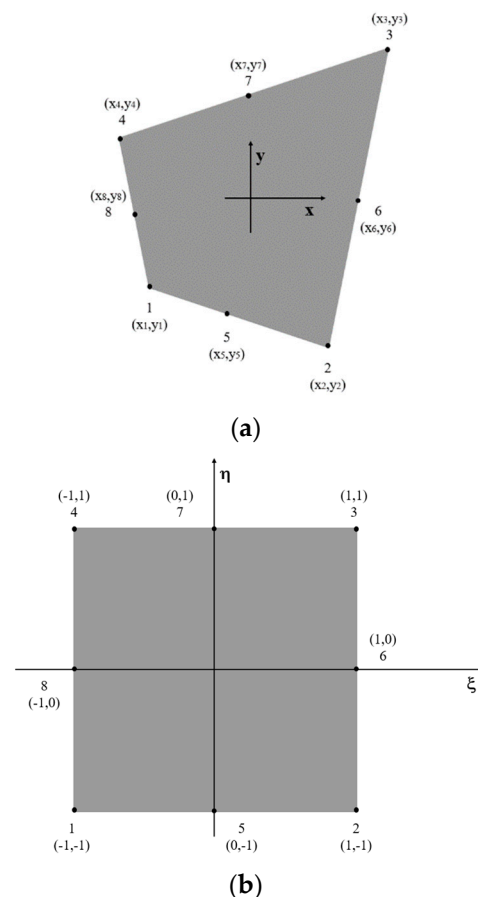 (x3,y3)
3
(x7,y7)
7
(x4,y4)
4
y
(x8,y8)
8
x
6
(x6,y6)
1
(x1,y1)
5
(x5,y5)
2
(x2,y2)
(a)
η
(-1,1)
4
(0,1)
7
(1,1)
3
(1,0)
6
ξ
8
(-1,0)
1
(-1,-1)
5
(0,-1)
2
(1,-1)
(b)